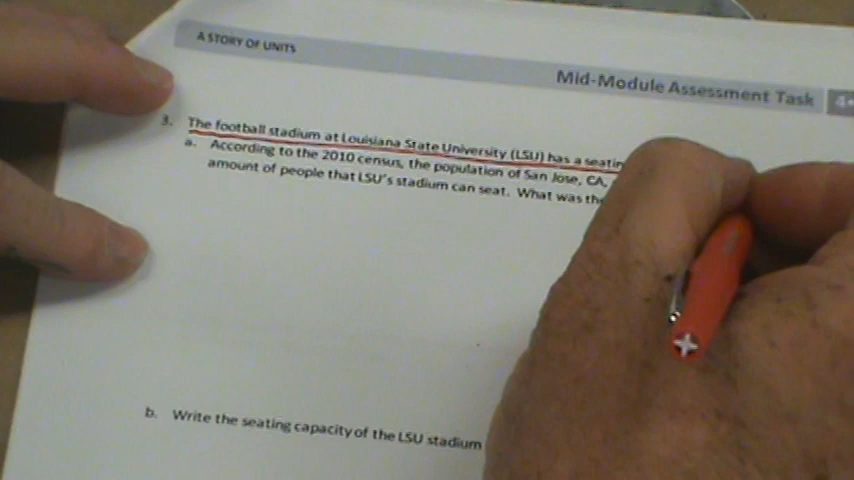 A STORY OF UNITS
Mid-Module Assessment Task
3. The football stadium at Louisiana State University (LSU) has a
a. According to the 2010 census, the population of San Jose, CA,
amount of people that LSU's stadium can seat. What was
b. Write the seating capacity of the LSU stadium